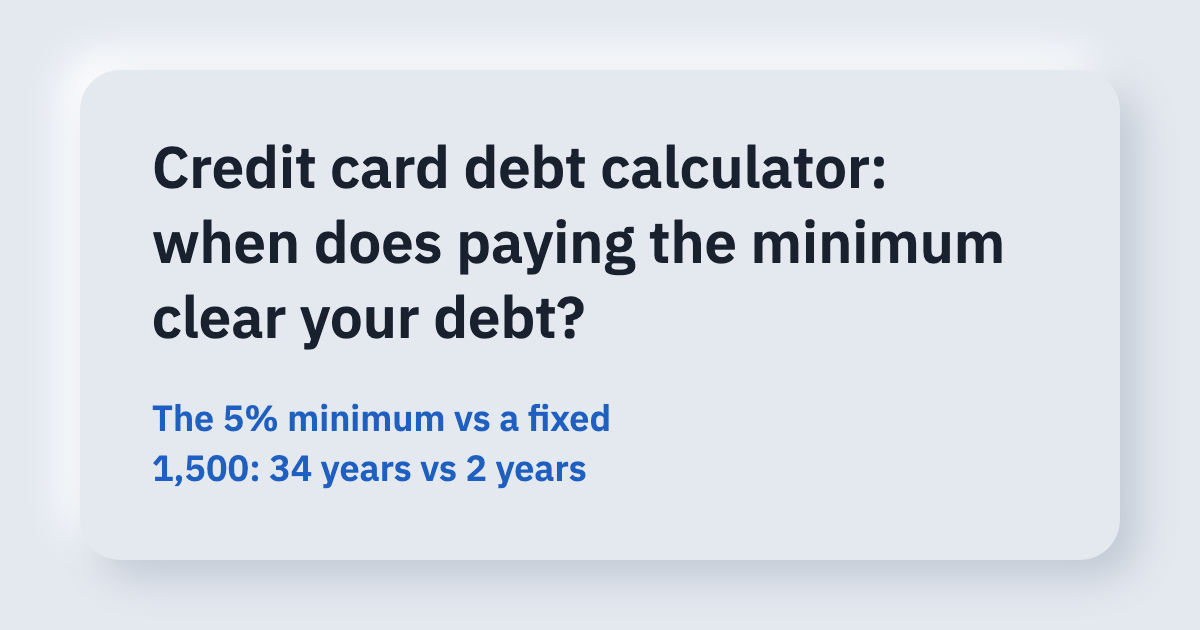 Credit card debt calculator:
when does paying the minimum
clear your debt?
The 5% minimum vs a fixed
1,500: 34 years vs 2 years